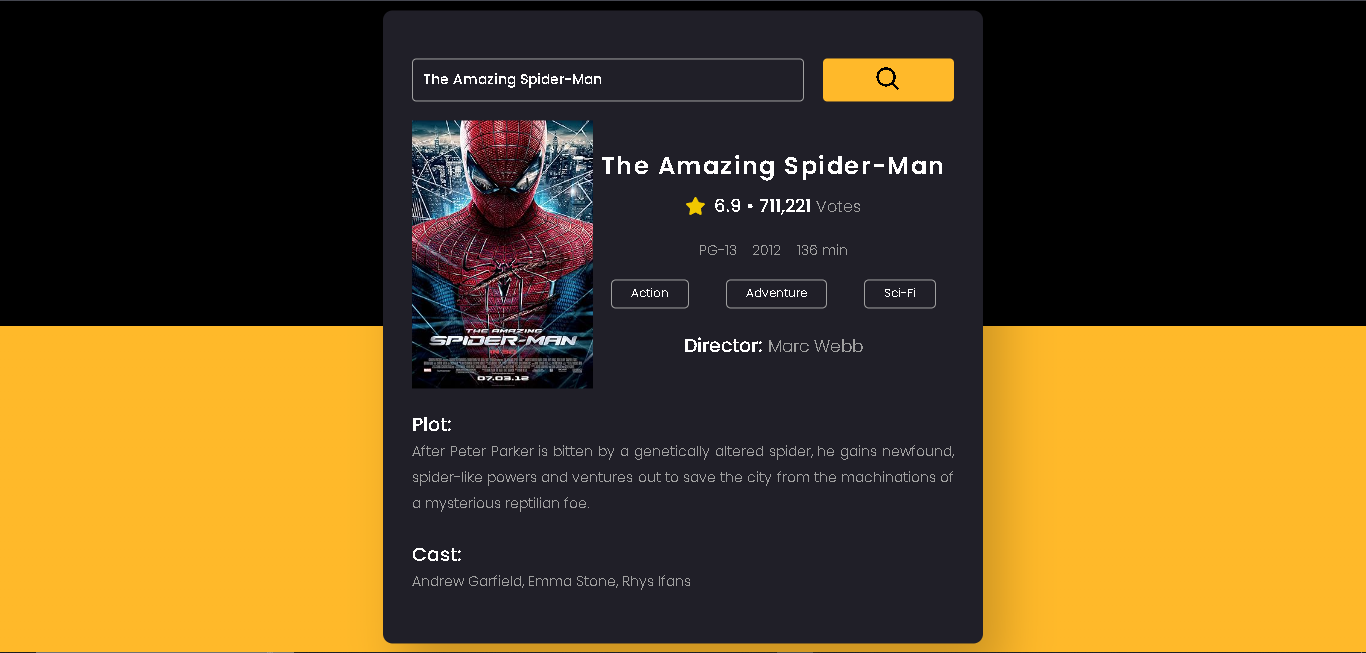 The Amazing Spider-Man
The Amazing Spider-Man
6.9 • 711,221 Votes
PG-13 2012 136 min
Action Adventure Sci-Fi
Director: Marc Webb
THE AMAZING
SPIDER-MAN
07.03.12
Plot:
After Peter Parker is bitten by a genetically altered spider, he gains newfound,
spider-like powers and ventures out to save the city from the machinations of
a mysterious reptilian foe.
Cast:
Andrew Garfield, Emma Stone, Rhys Ifans